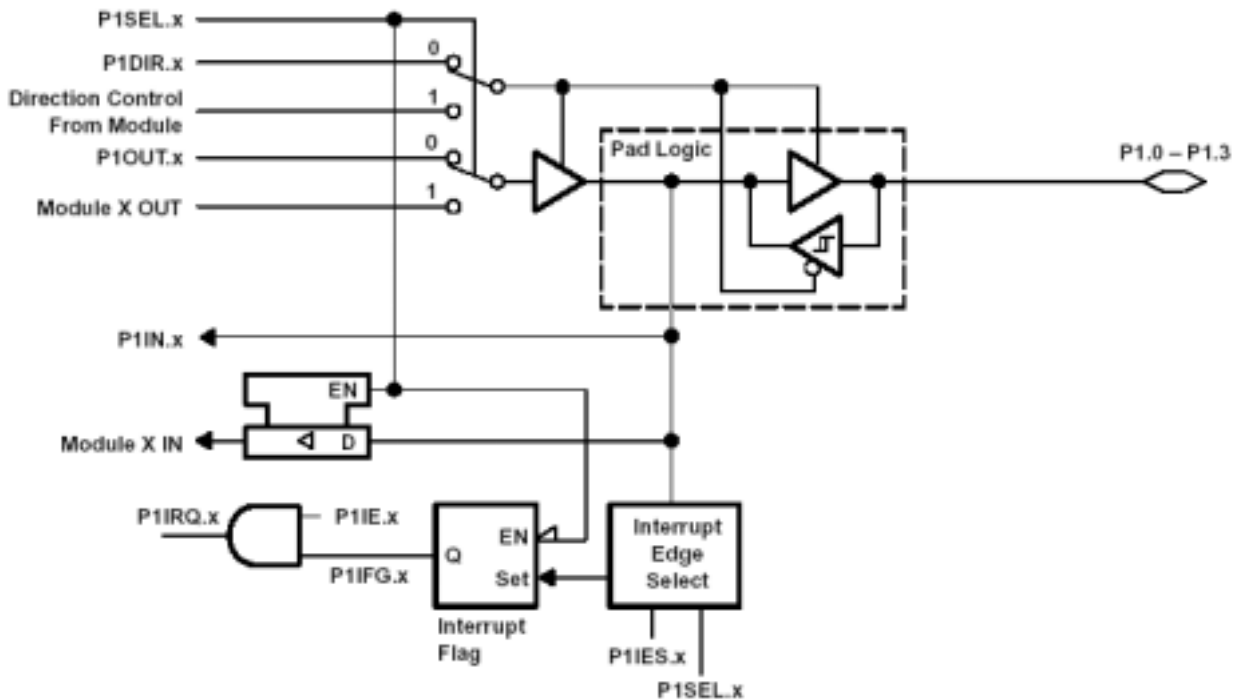 P1SEL.x
0
P1DIR.x
Direction Control
From Module
1
0
P1OUT.x
Module X OUT
1
Pad Logic
P1.0 – P1.3
P1IN.x
EN
Module X IN
D
P1IRQ.x
P1IE.x
P1IFG.x
Q
EN
Set
Interrupt
Flag
Interrupt
Edge
Select
P1IES.x
P1SEL.x